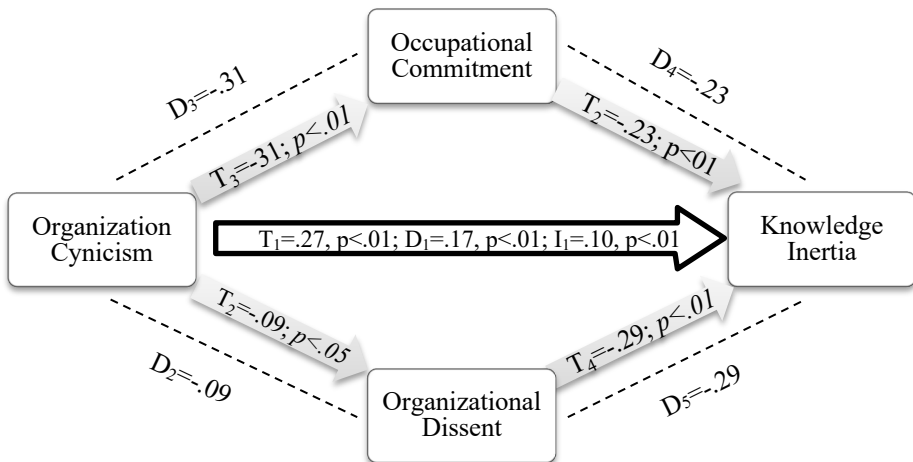 Occupational
Commitment
D₃=-.31
D₄=-.23
T₃=-31; p<.01
T₂=-.23; p<01
Organization
Cynicism
T₁=.27, p<.01; D₁=.17, p<.01; I₁=.10, p<.01
Knowledge
Inertia
T₂=-.09; p<.05
T₄=-.29; p<.01
D₂=-.09
D₅=-.29
Organizational
Dissent